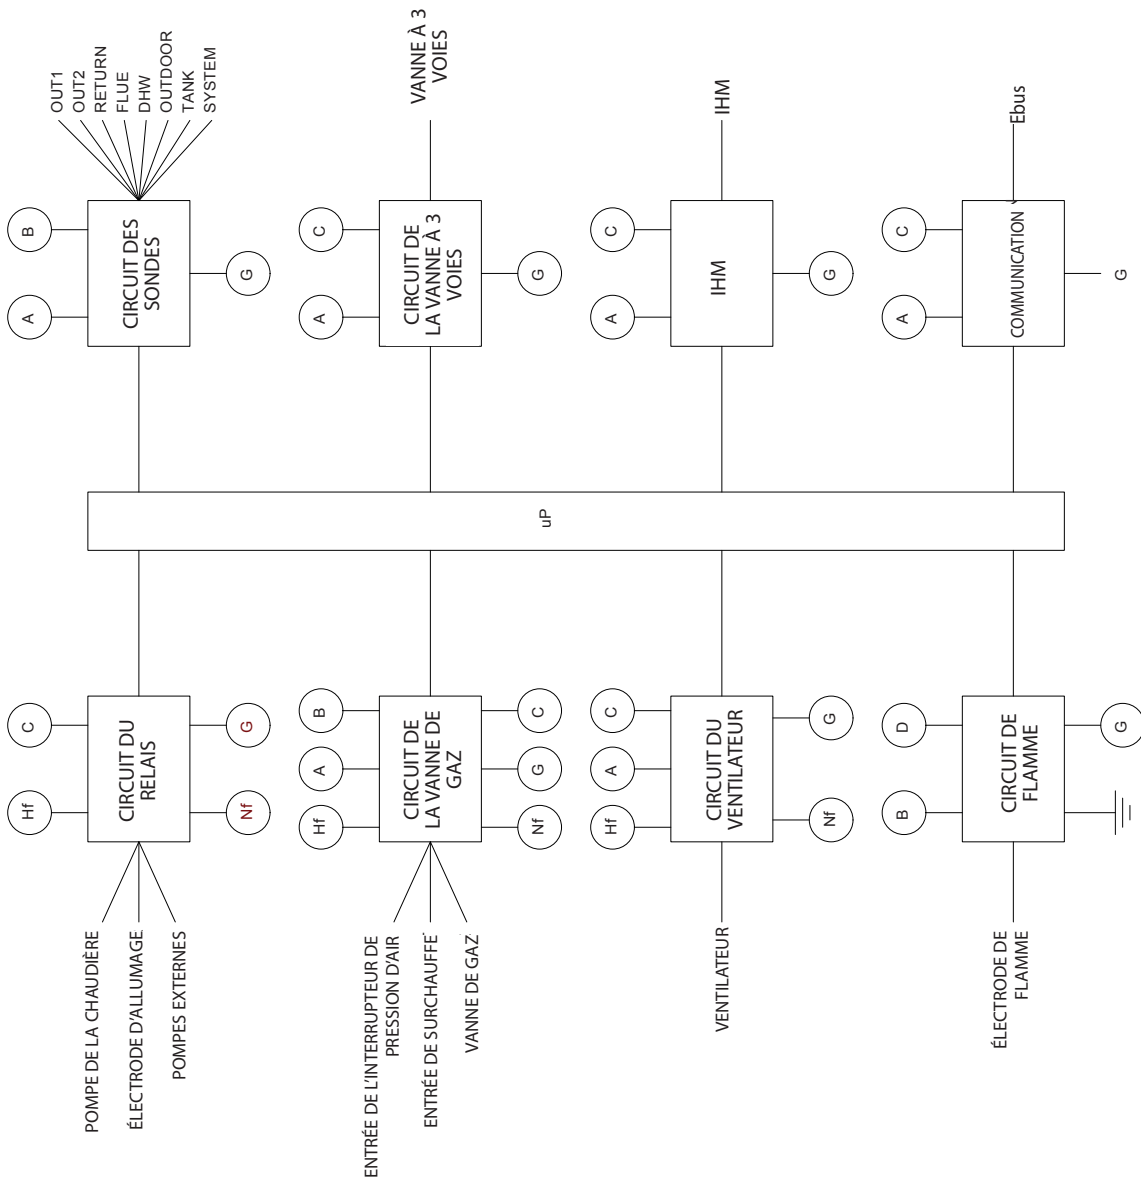 POMPE DE LA CHAUDIÈRE
ÉLECTRODE D'ALLUMAGE
POMPES EXTERNES
Hf
C
CIRCUIT DU
RELAIS
Nf
G
ENTRÉE DE L'INTERRUPTEUR DE
PRESSION D'AIR
ENTRÉE DE SURCHAUFFE
VANNE DE GAZ
Hf
A
B
CIRCUIT DE
LA VANNE DE
GAZ
Nf
G
C
VENTILATEUR
Hf
A
C
CIRCUIT DU
VENTILATEUR
Nf
G
ÉLECTRODE DE
FLAMME
B
D
CIRCUIT DE
FLAMME
G
uP
A
B
CIRCUIT DES
SONDES
G
OUT1
OUT2
RETURN
FLUE
DHW
OUTDOOR
TANK
SYSTEM
A
C
CIRCUIT DE
LA VANNE À 3
VOIES
G
VANNE À 3
VOIES
A
C
IHM
G
IHM
A
C
COMMUNICATION
G
Ebus